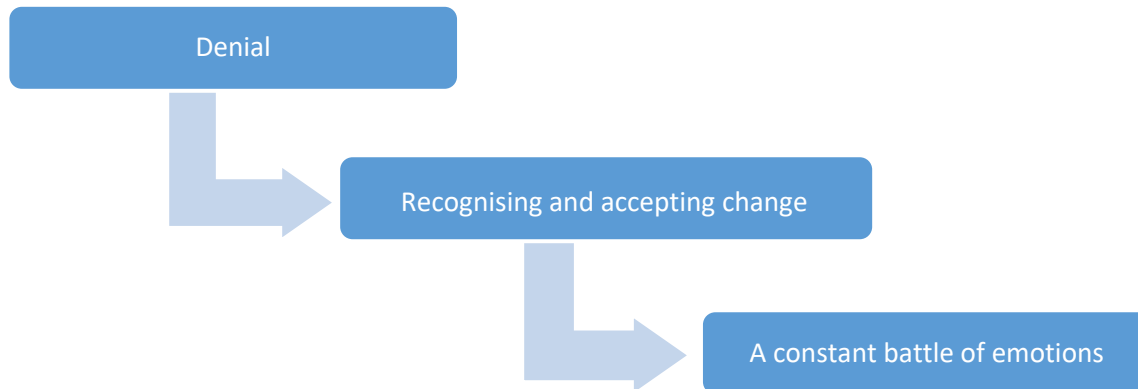 Denial
Recognising and accepting change
A constant battle of emotions